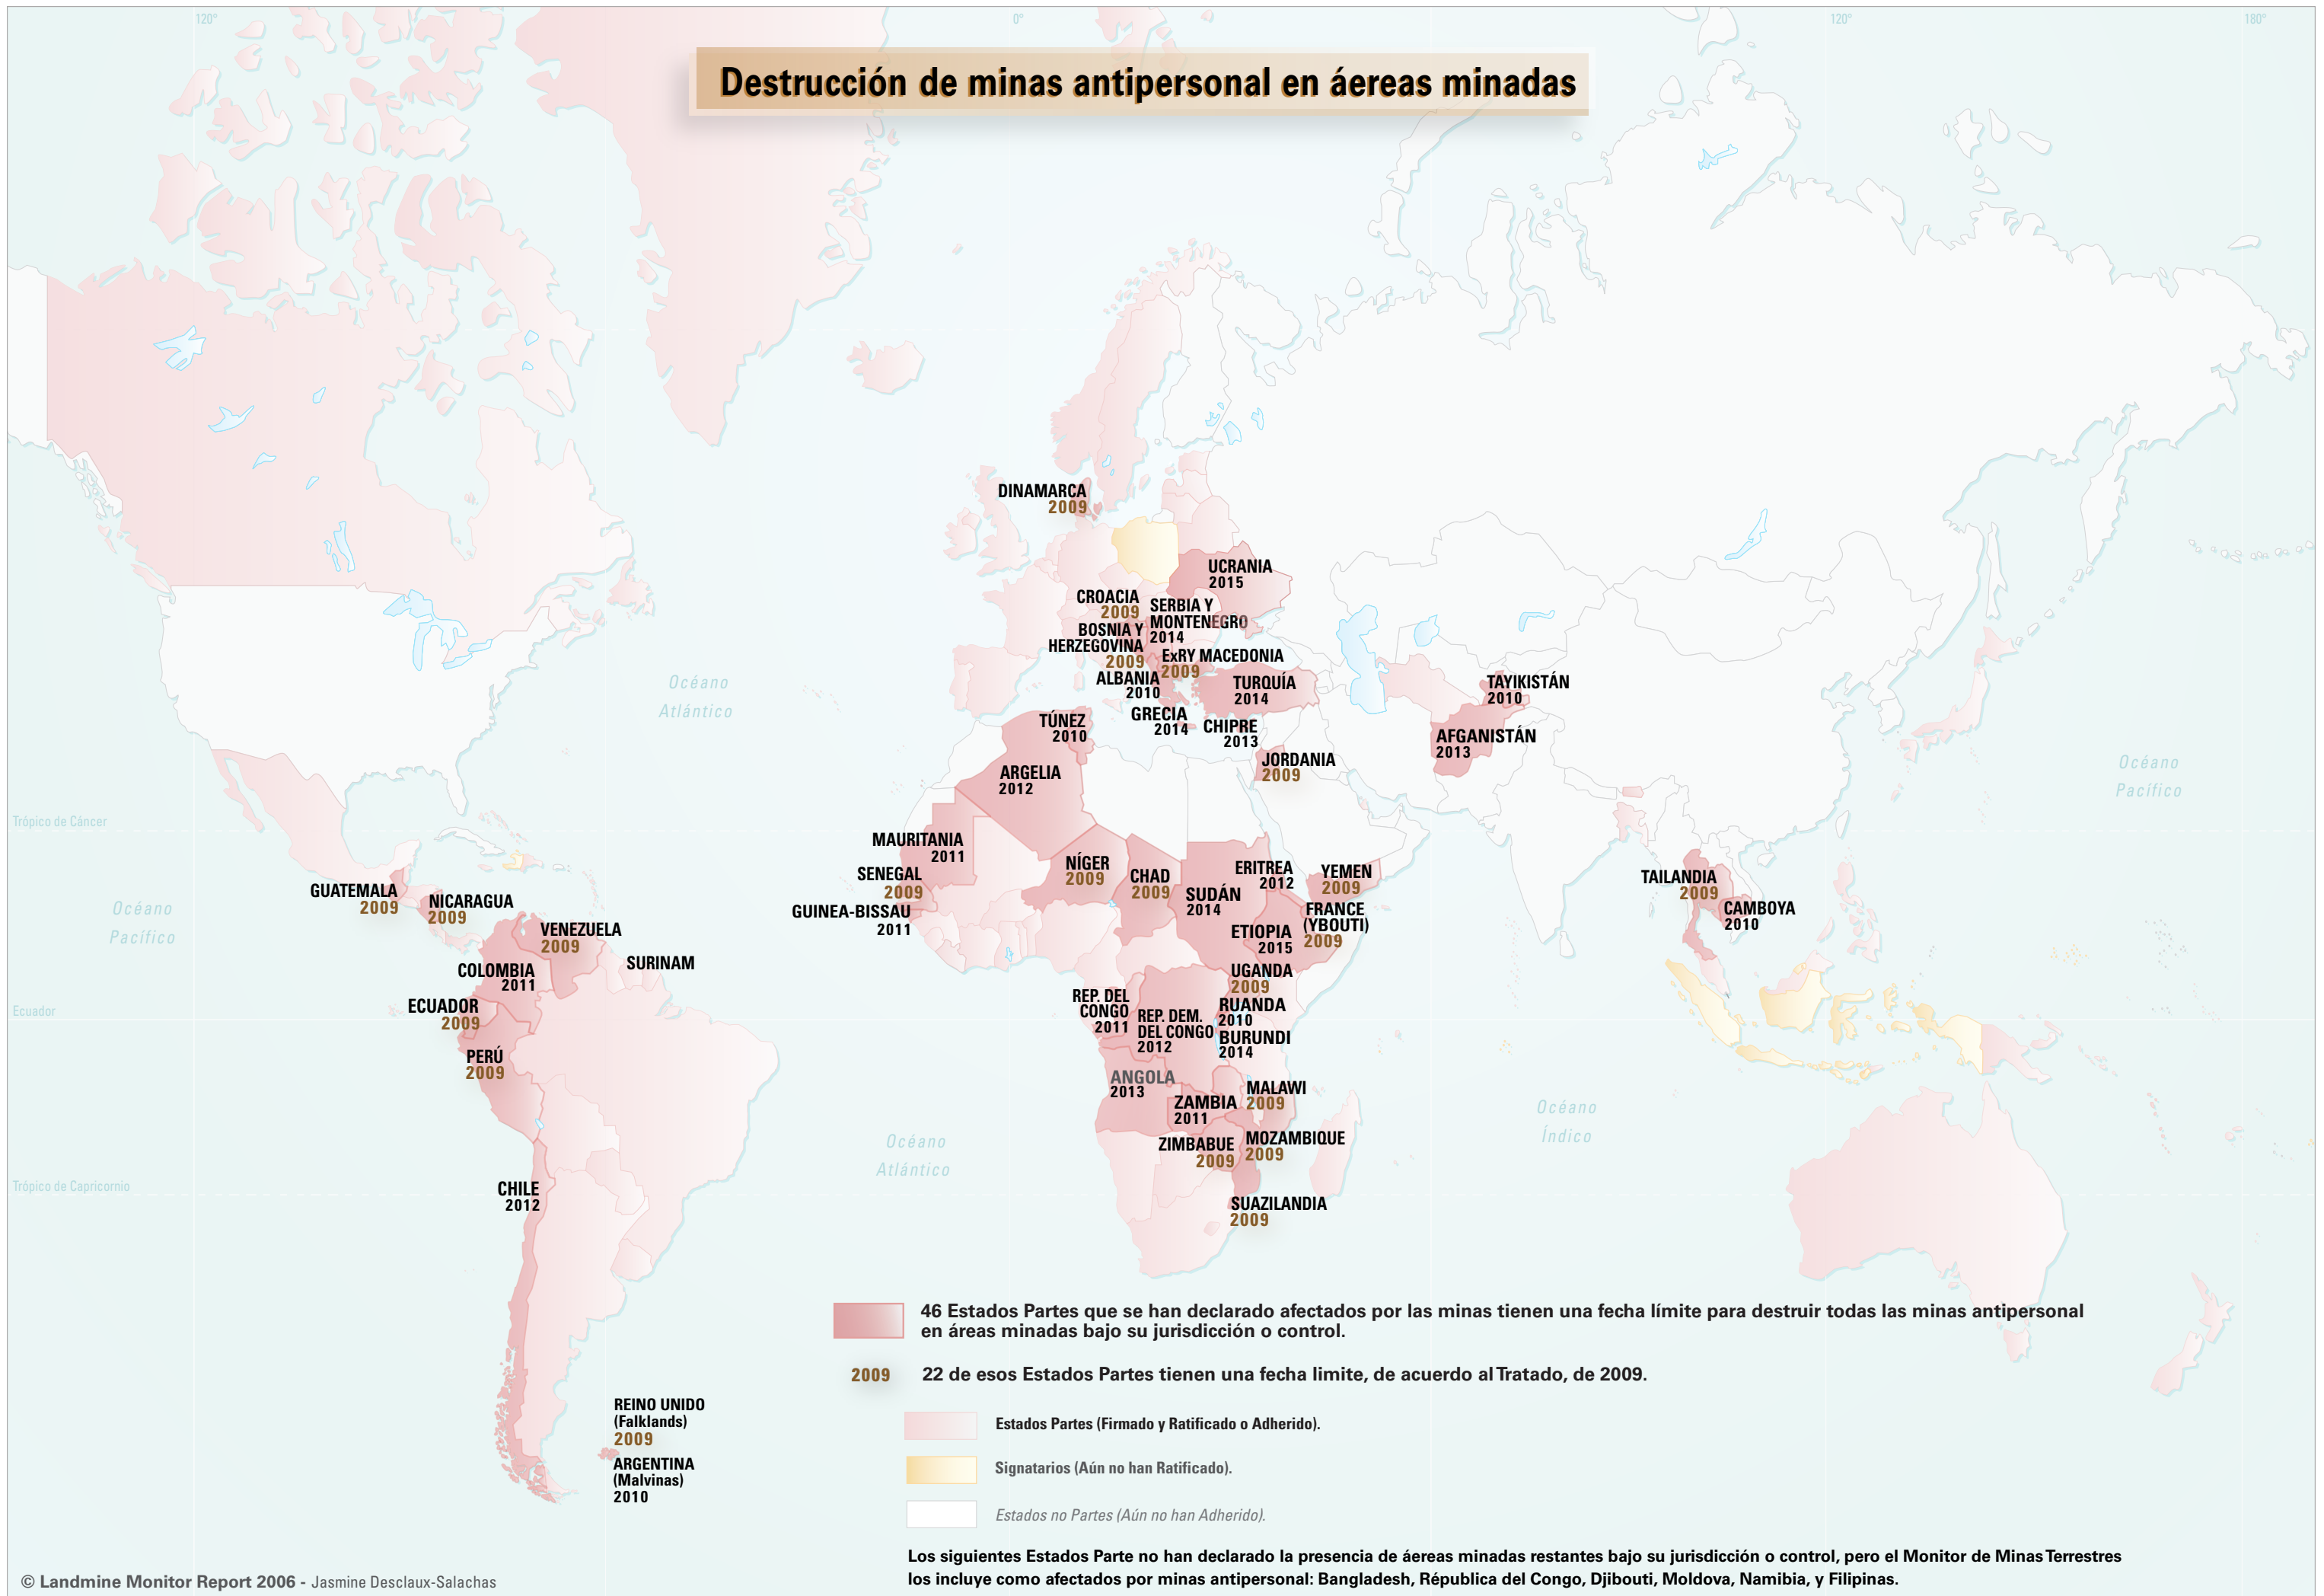 120°
0°
120°
180°
Destrucción de minas antipersonal en áereas minadas
DINAMARCA
2009
UCRANIA
2015
CROACIA
2009
SERBIA Y
MONTENEGRO
2014
BOSNIA Y
HERZEGOVINA
2009
ExRY MACEDONIA
2009
ALBANIA
2010
TURQUÍA
2014
TAYIKISTÁN
2010
Océano
Atlántico
GRECIA
2014
CHIPRE
2013
TÚNEZ
2010
AFGANISTÁN
2013
JORDANIA
2009
ARGELIA
2012
Océano
Pacífico
Trópico de Cáncer
MAURITANIA
2011
SENEGAL
2009
GUINEA-BISSAU
2011
NÍGER
2009
CHAD
2009
SUDÁN
2014
ERITREA
2012
YEMEN
2009
FRANCE
(YBOUTI)
2009
ETIOPIA
2015
TAILANDIA
2009
CAMBOYA
2010
GUATEMALA
2009
NICARAGUA
2009
Océano
Pacífico
VENEZUELA
2009
SURINAM
COLOMBIA
2011
ECUADOR
2009
Ecuador
PERÚ
2009
UGANDA
2009
REP. DEL
CONGO
2011
REP. DEM.
DEL CONGO
2012
RUANDA
2010
BURUNDI
2014
ANGOLA
2013
MALAWI
2009
ZAMBIA
2011
ZIMBABUE
2009
MOZAMBIQUE
2009
Océano
Índico
Océano
Atlántico
Trópico de Capricornio
CHILE
2012
SUAZILANDIA
2009
46 Estados Partes que se han declarado afectados por las minas tienen una fecha límite para destruir todas las minas antipersonal
en áreas minadas bajo su jurisdicción o control.
2009 22 de esos Estados Partes tienen una fecha limite, de acuerdo al Tratado, de 2009.
REINO UNIDO
(Falklands)
2009
ARGENTINA
(Malvinas)
2010
Estados Partes (Firmado y Ratificado o Adherido).
Signatarios (Aún no han Ratificado).
Estados no Partes (Aún no han Adherido).
Los siguientes Estados Parte no han declarado la presencia de áereas minadas restantes bajo su jurisdicción o control, pero el Monitor de Minas Terrestres
los incluye como afectados por minas antipersonal: Bangladesh, Républica del Congo, Djibouti, Moldova, Namibia, y Filipinas.
© Landmine Monitor Report 2006 - Jasmine Desclaux-Salachas